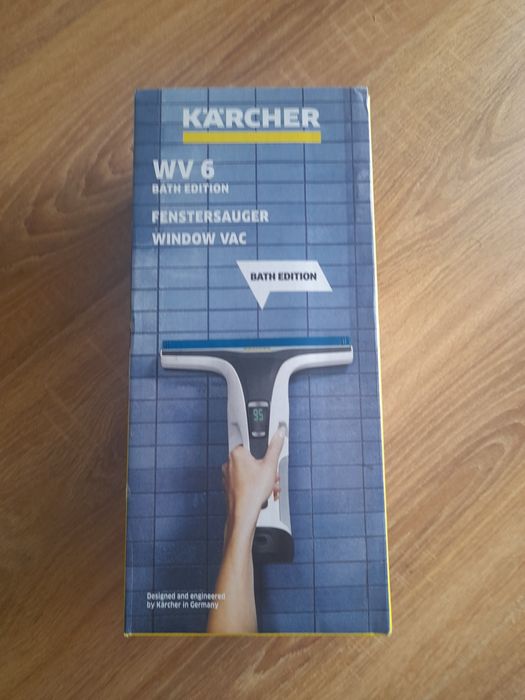 KÄRCHER
WV 6
BATH EDITION
FENSTERSAUGER
WINDOW VAC
BATH EDITION
95
Designed and engineered
by Kärcher in Germany